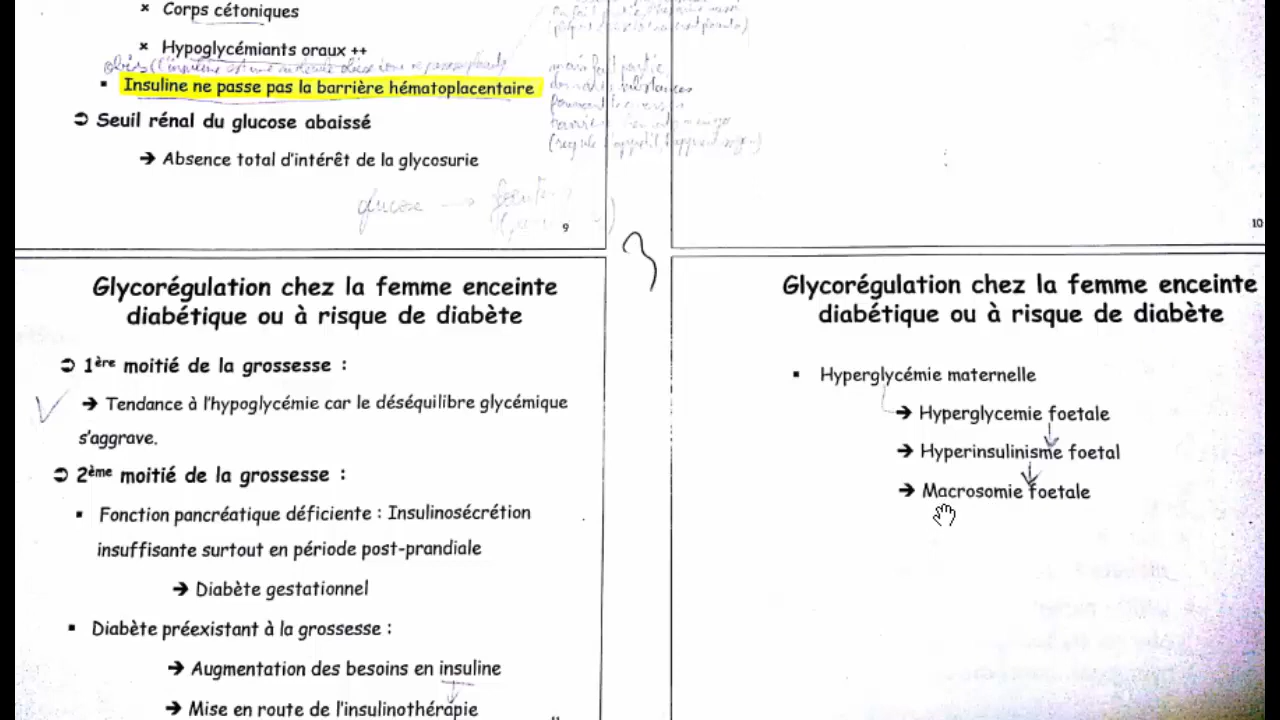 × Corps cétoniques
× Hypoglycémiants oraux ++
▪ Insuline ne passe pas la barrière hématoplacentaire
➲ Seuil rénal du glucose abaissé
➔ Absence total d'intérêt de la glycosurie
glucose →
9
10
Glycorégulation chez la femme enceinte
diabétique ou à risque de diabète
➲ 1ère moitié de la grossesse :
➔ Tendance à l'hypoglycémie car le déséquilibre glycémique
s'aggrave.
➲ 2ème moitié de la grossesse :
▪ Fonction pancréatique déficiente : Insulinosécrétion
insuffisante surtout en période post-prandiale
➔ Diabète gestationnel
▪ Diabète préexistant à la grossesse :
➔ Augmentation des besoins en insuline
➔ Mise en route de l'insulinothérapie
Glycorégulation chez la femme enceinte
diabétique ou à risque de diabète
▪ Hyperglycémie maternelle
➔ Hyperglycemie foetale
➔ Hyperinsulinisme foetal
➔ Macrosomie foetale